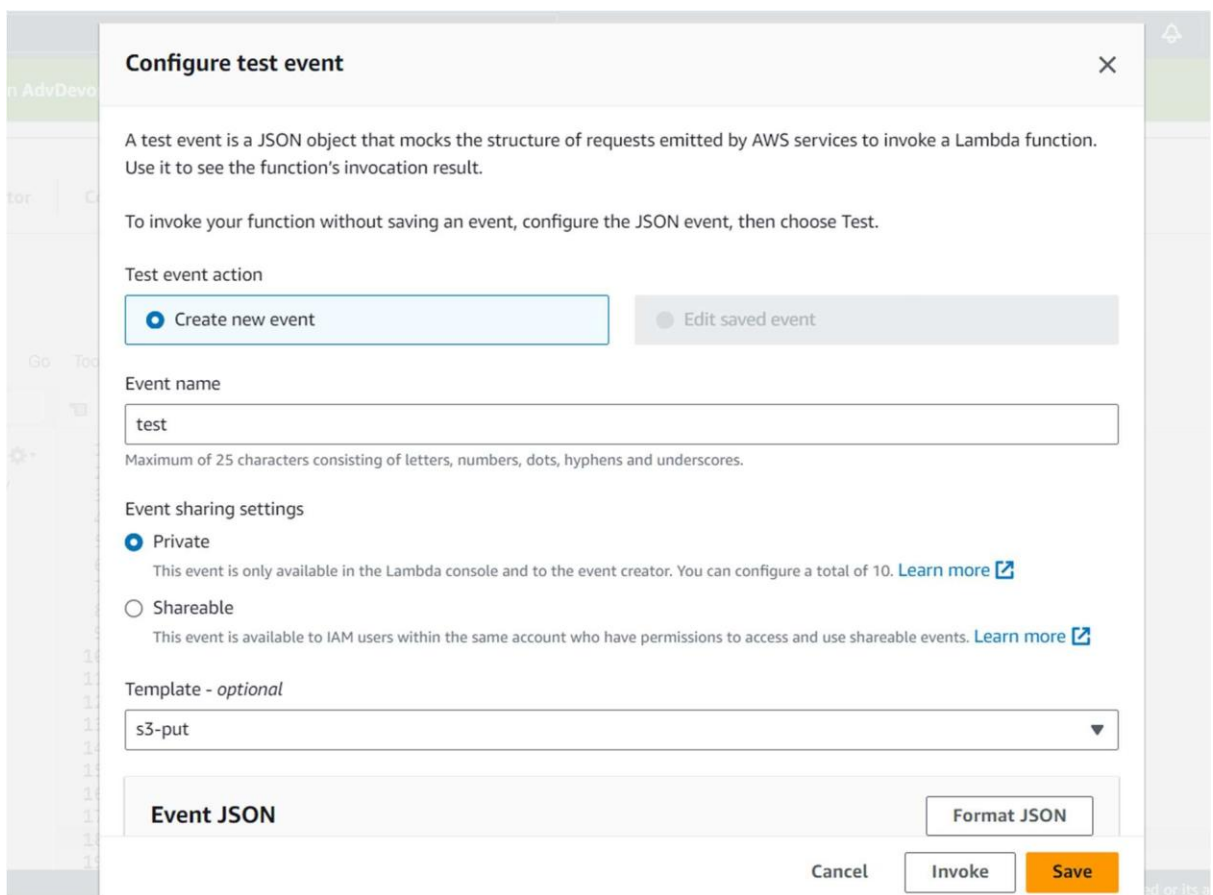 Configure test event
n AdvDevo
A test event is a JSON object that mocks the structure of requests emitted by AWS services to invoke a Lambda function.
Use it to see the function's invocation result.
tor
To invoke your function without saving an event, configure the JSON event, then choose Test.
Test event action
Create new event
Edit saved event
Go Too
Event name
test
Maximum of 25 characters consisting of letters, numbers, dots, hyphens and underscores.
Event sharing settings
Private
This event is only available in the Lambda console and to the event creator. You can configure a total of 10. Learn more
Shareable
This event is available to IAM users within the same account who have permissions to access and use shareable events. Learn more
Template - optional
s3-put
Event JSON
Format JSON
Cancel
Invoke
Save